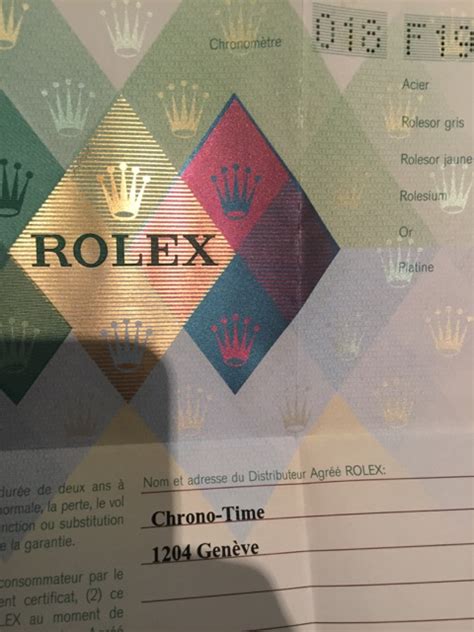 018 F19
Chronomètre
Acier
Rolesor gris
Rolesor jaune
Rolesium
Or
Platine
ROLEX
durée de deux ans à
normale, la perte, le vol
nction ou substitution
e la garantie.
consommateur par le
ent certificat, (2) ce
LEX au moment de
Nom et adresse du Distributeur Agréé ROLEX:
Chrono-Time
1204 Genève